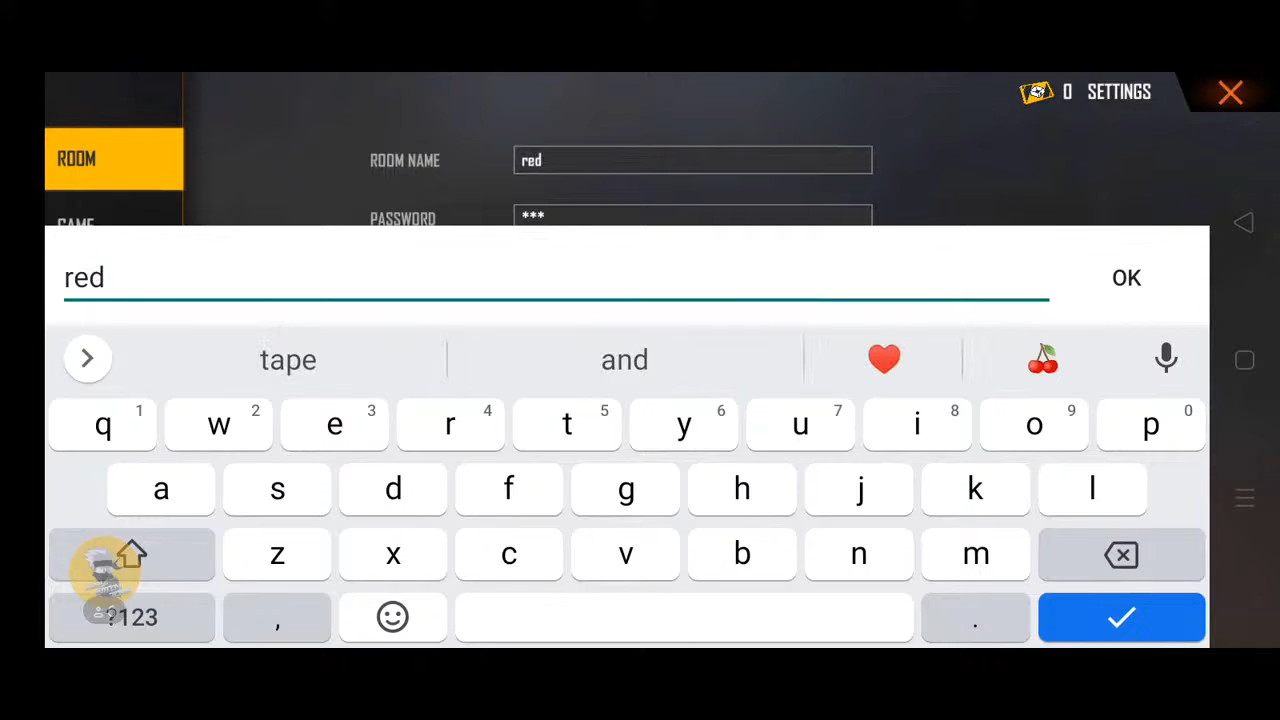 0 SETTINGS
ROOM
ROOM NAME red
GAME
PASSWORD ***
red OK
tape and
q 1 w 2 e 3 r 4 t 5 y 6 u 7 i 8 o 9 p 0
a s d f g h j k l
z x c v b n m
?123 , .